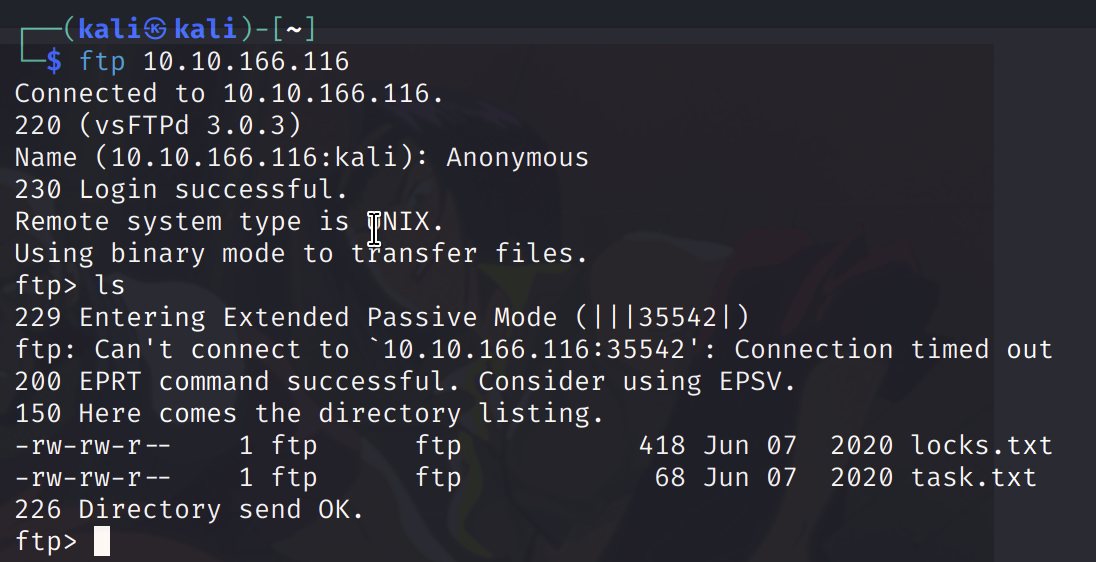 ┌──(kali㉿kali)-[~]
└─$ ftp 10.10.166.116
Connected to 10.10.166.116.
220 (vsFTPd 3.0.3)
Name (10.10.166.116:kali): Anonymous
230 Login successful.
Remote system type is UNIX.
Using binary mode to transfer files.
ftp> ls
229 Entering Extended Passive Mode (|||35542|)
ftp: Can't connect to `10.10.166.116:35542': Connection timed out
200 EPRT command successful. Consider using EPSV.
150 Here comes the directory listing.
-rw-rw-r--    1 ftp      ftp           418 Jun 07  2020 locks.txt
-rw-rw-r--    1 ftp      ftp            68 Jun 07  2020 task.txt
226 Directory send OK.
ftp>